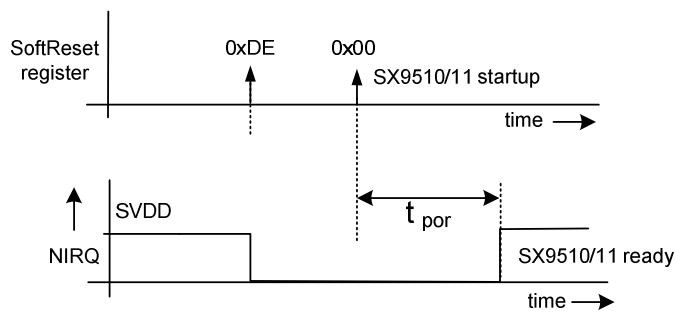 SoftReset
register
0xDE
0x00
SX9510/11 startup
time
SVDD
t por
NIRQ
SX9510/11 ready
time